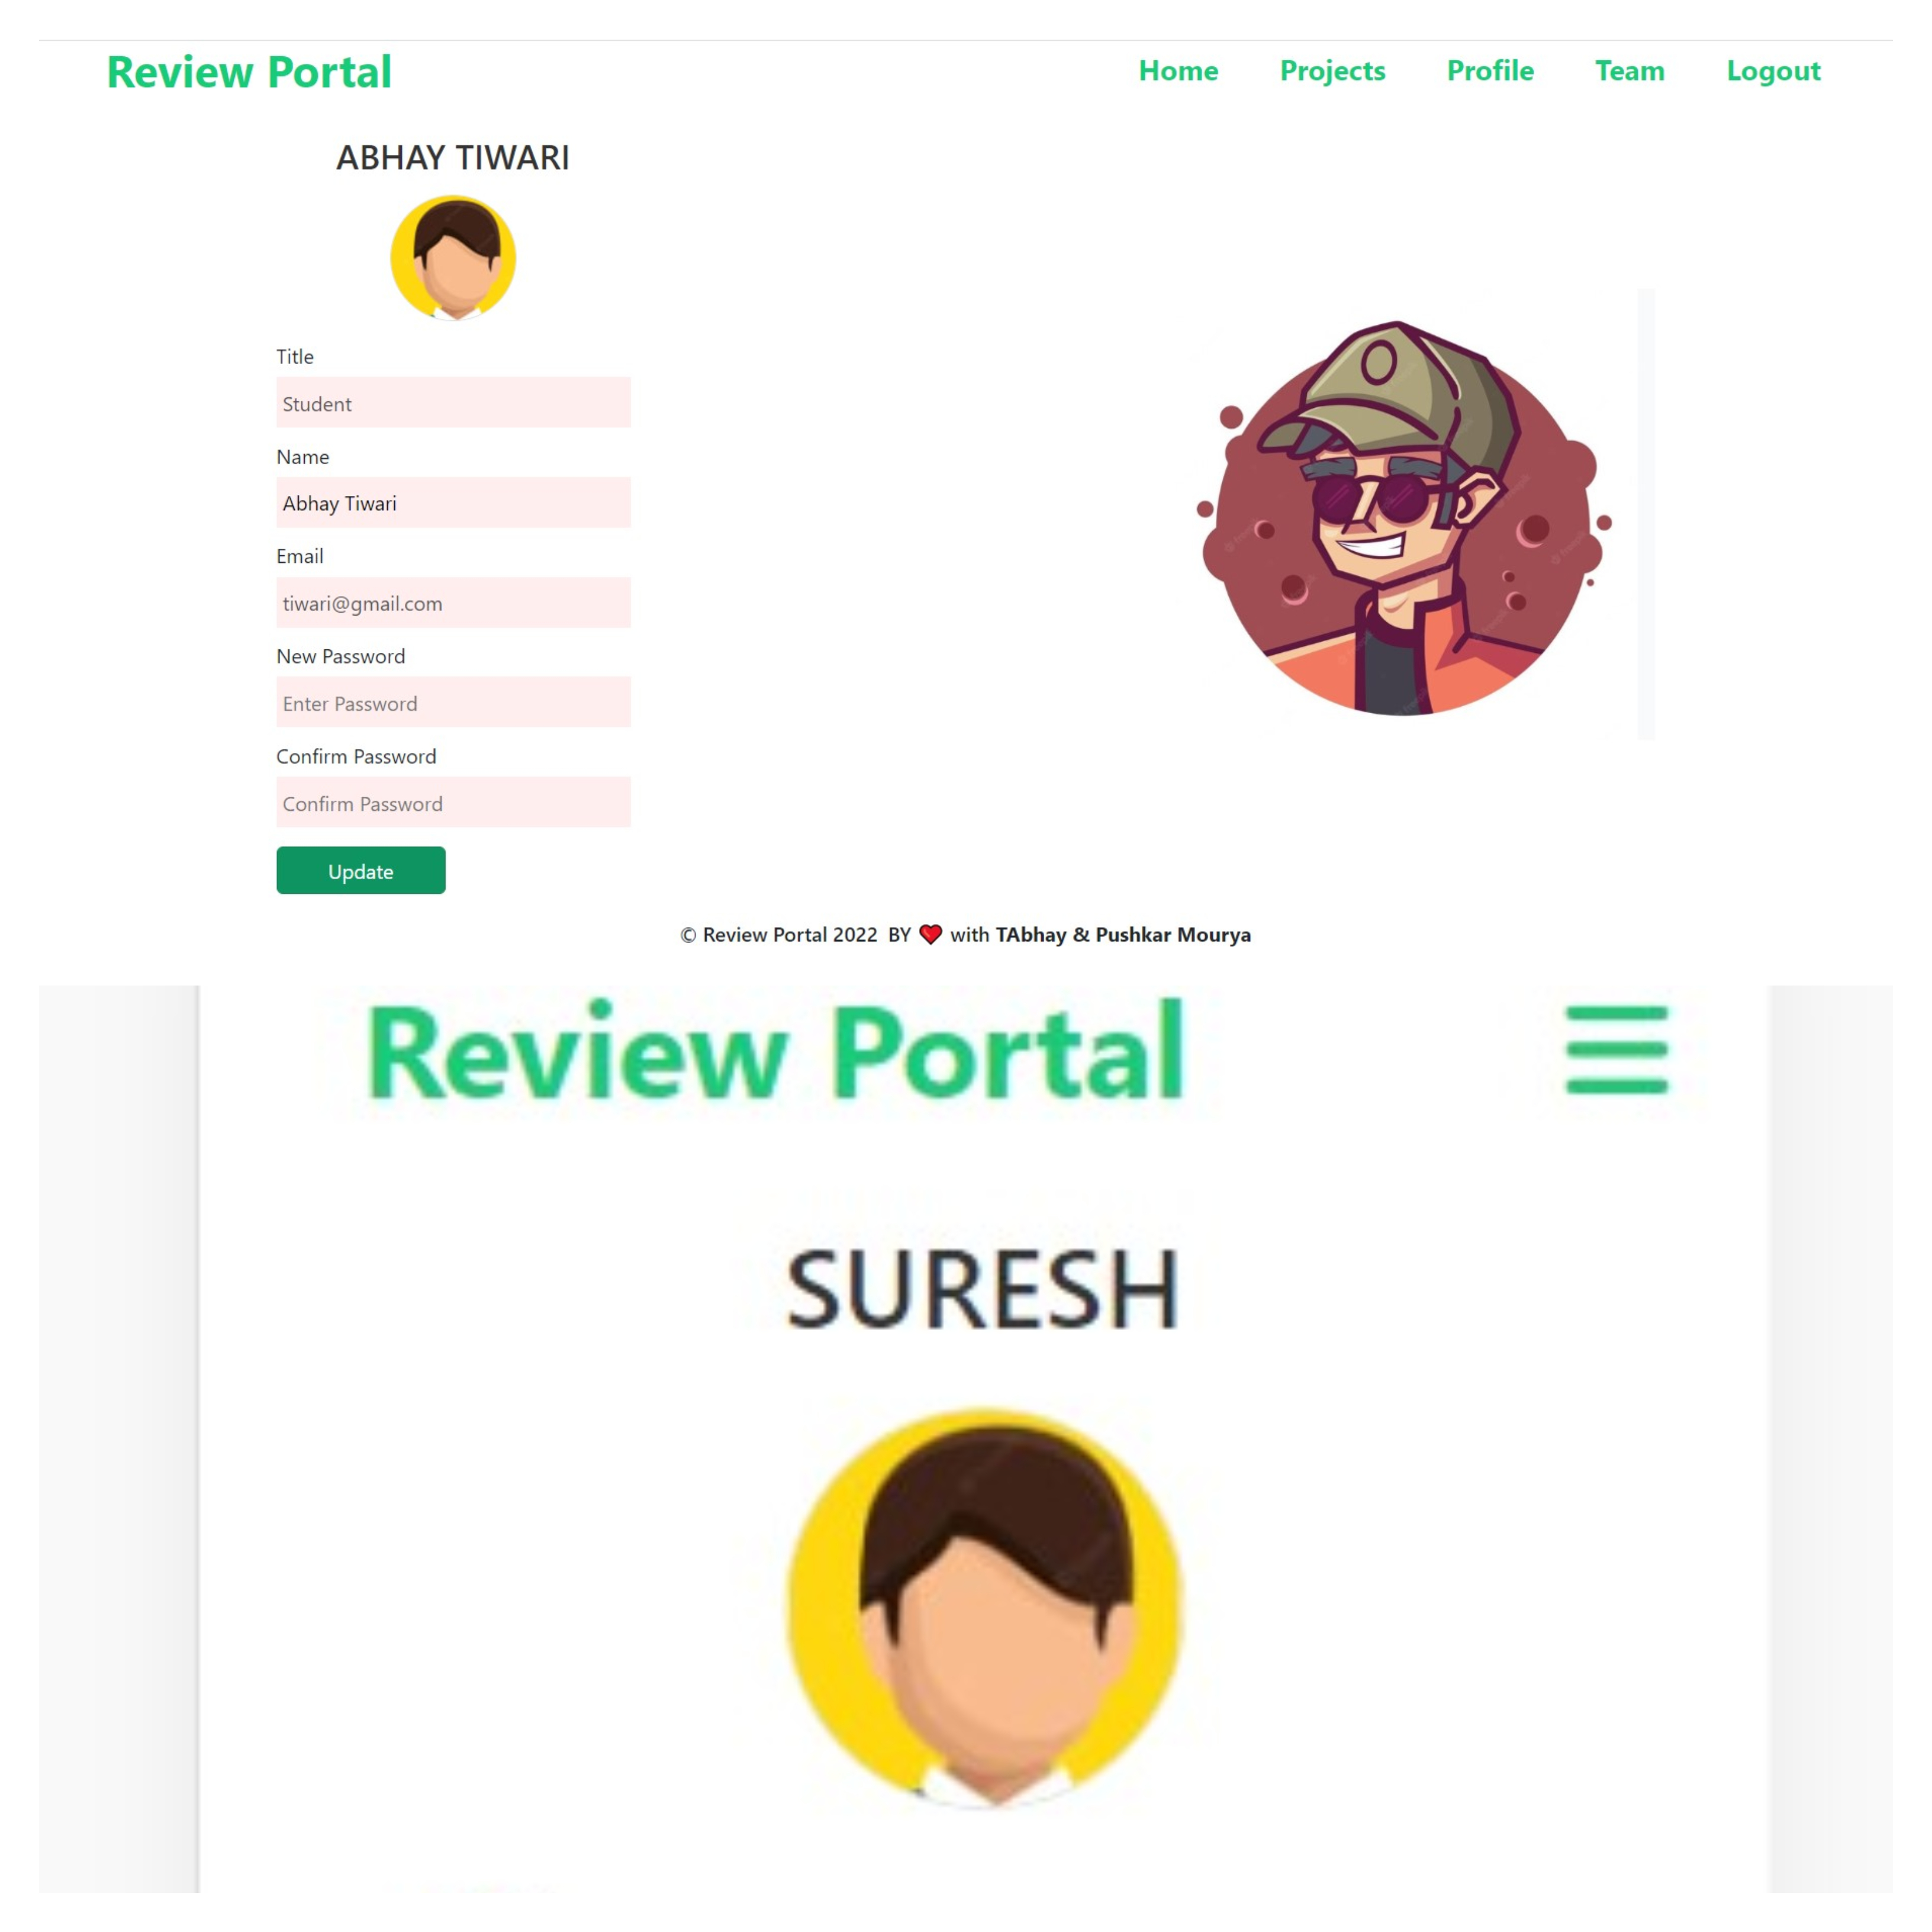 Review Portal Home Projects Profile Team Logout
ABHAY TIWARI
Title
Student
Name
Abhay Tiwari
Email
tiwari@gmail.com
New Password
Enter Password
Confirm Password
Confirm Password
Update
© Review Portal 2022 BY ❤ with TAbhay & Pushkar Mourya
Review Portal
SURESH